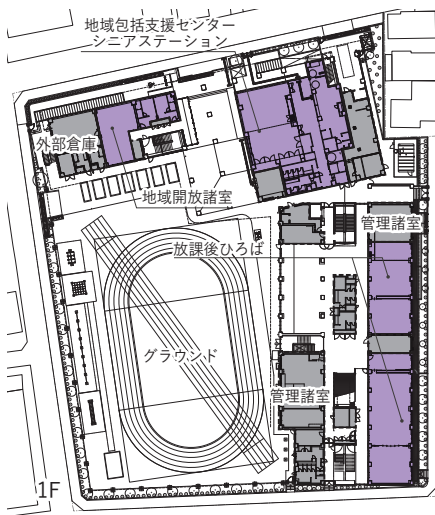 地域包括支援センター
シニアステーション
外部倉庫
地域開放諸室
管理諸室
放課後ひろば
グラウンド
管理諸室
1F